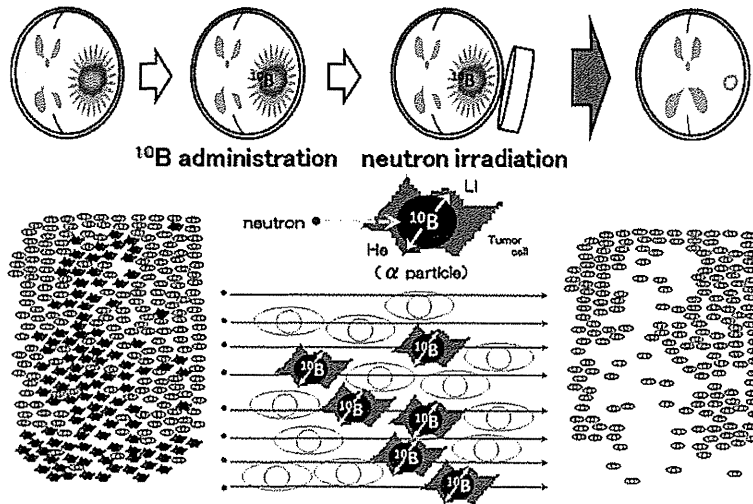 10B
10B
10B administration
neutron irradiation
Li
neutron
10B
He
Tumor
cell
( α particle)
10B
10B
10B
10B
10B
10B